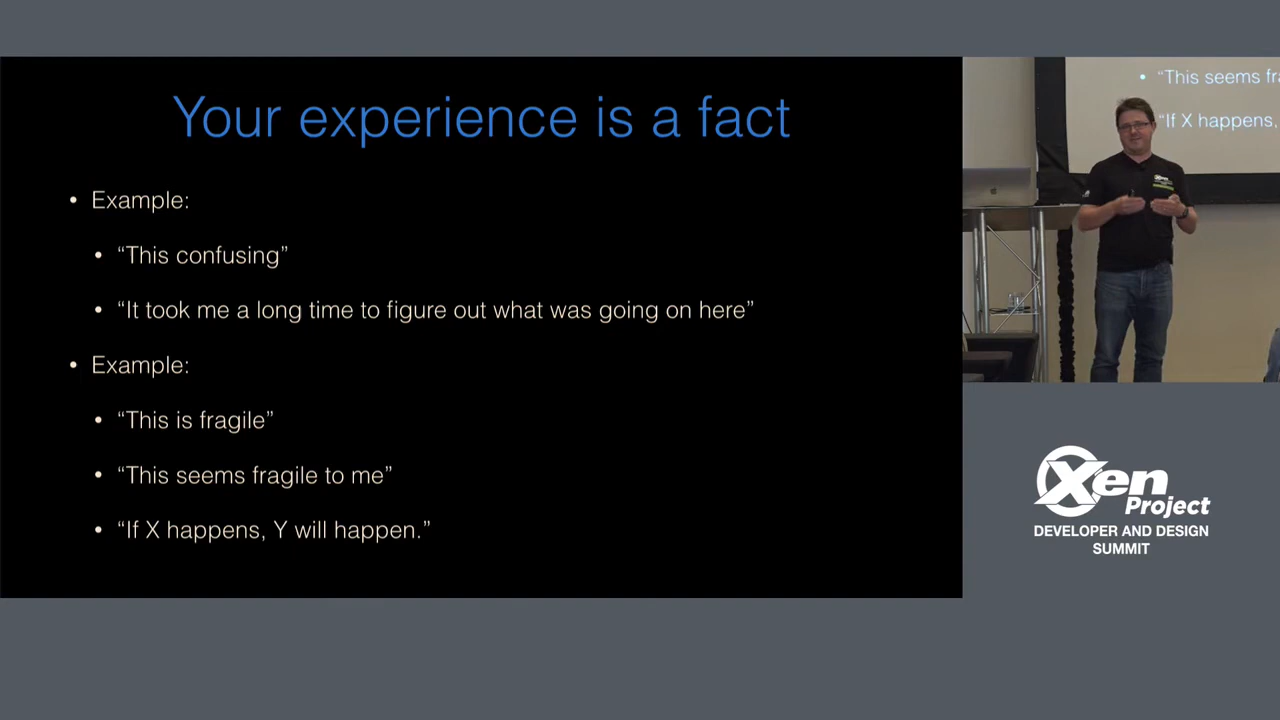 Your experience is a fact
• Example:
• “This confusing”
• “It took me a long time to figure out what was going on here”
• Example:
• “This is fragile”
• “This seems fragile to me”
• “If X happens, Y will happen.”
• “This seems fra
“If X happens,
Xen
Xen
Project
DEVELOPER AND DESIGN
SUMMIT